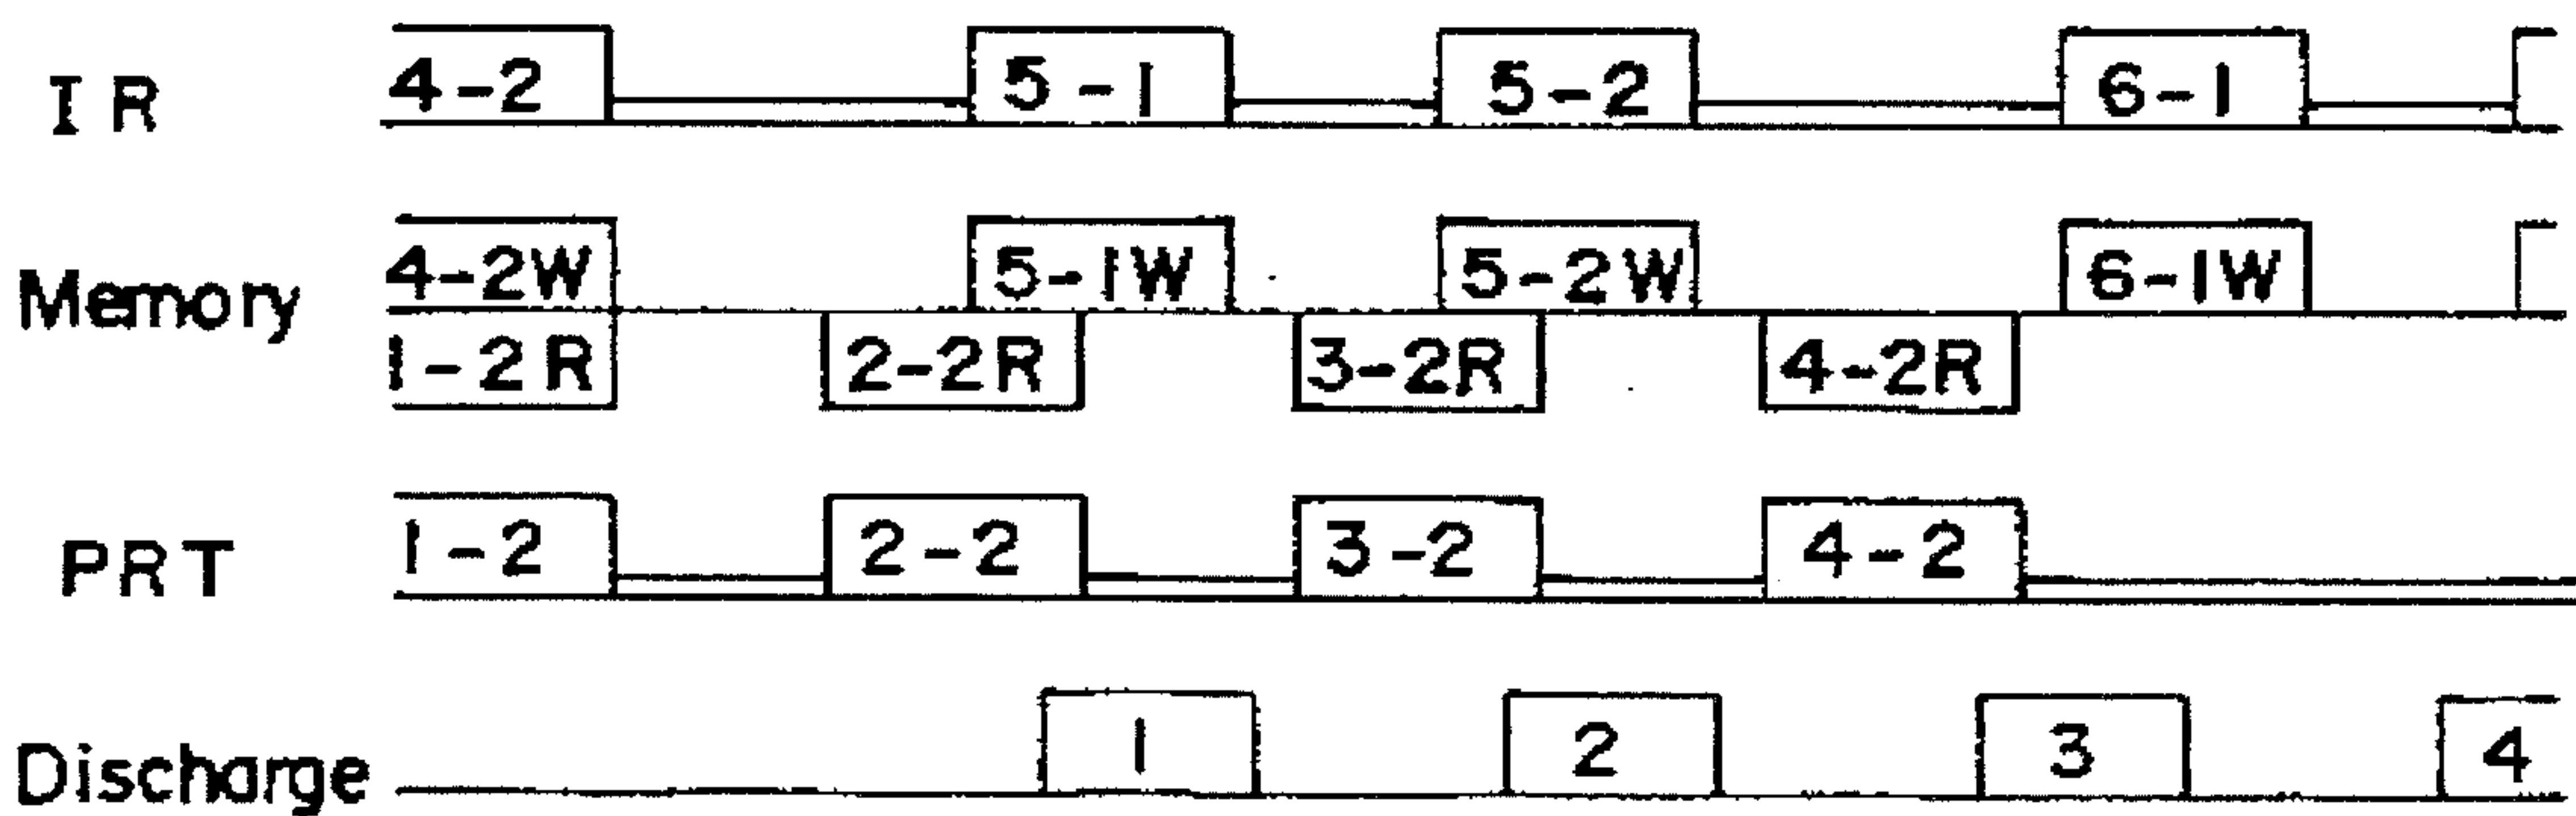 IR 4-2 5-1 5-2 6-1
4-2W 5-1W 5-2W 6-1W
Memory
1-2R 2-2R 3-2R 4-2R
PRT 1-2 2-2 3-2 4-2
Discharge 1 2 3 4